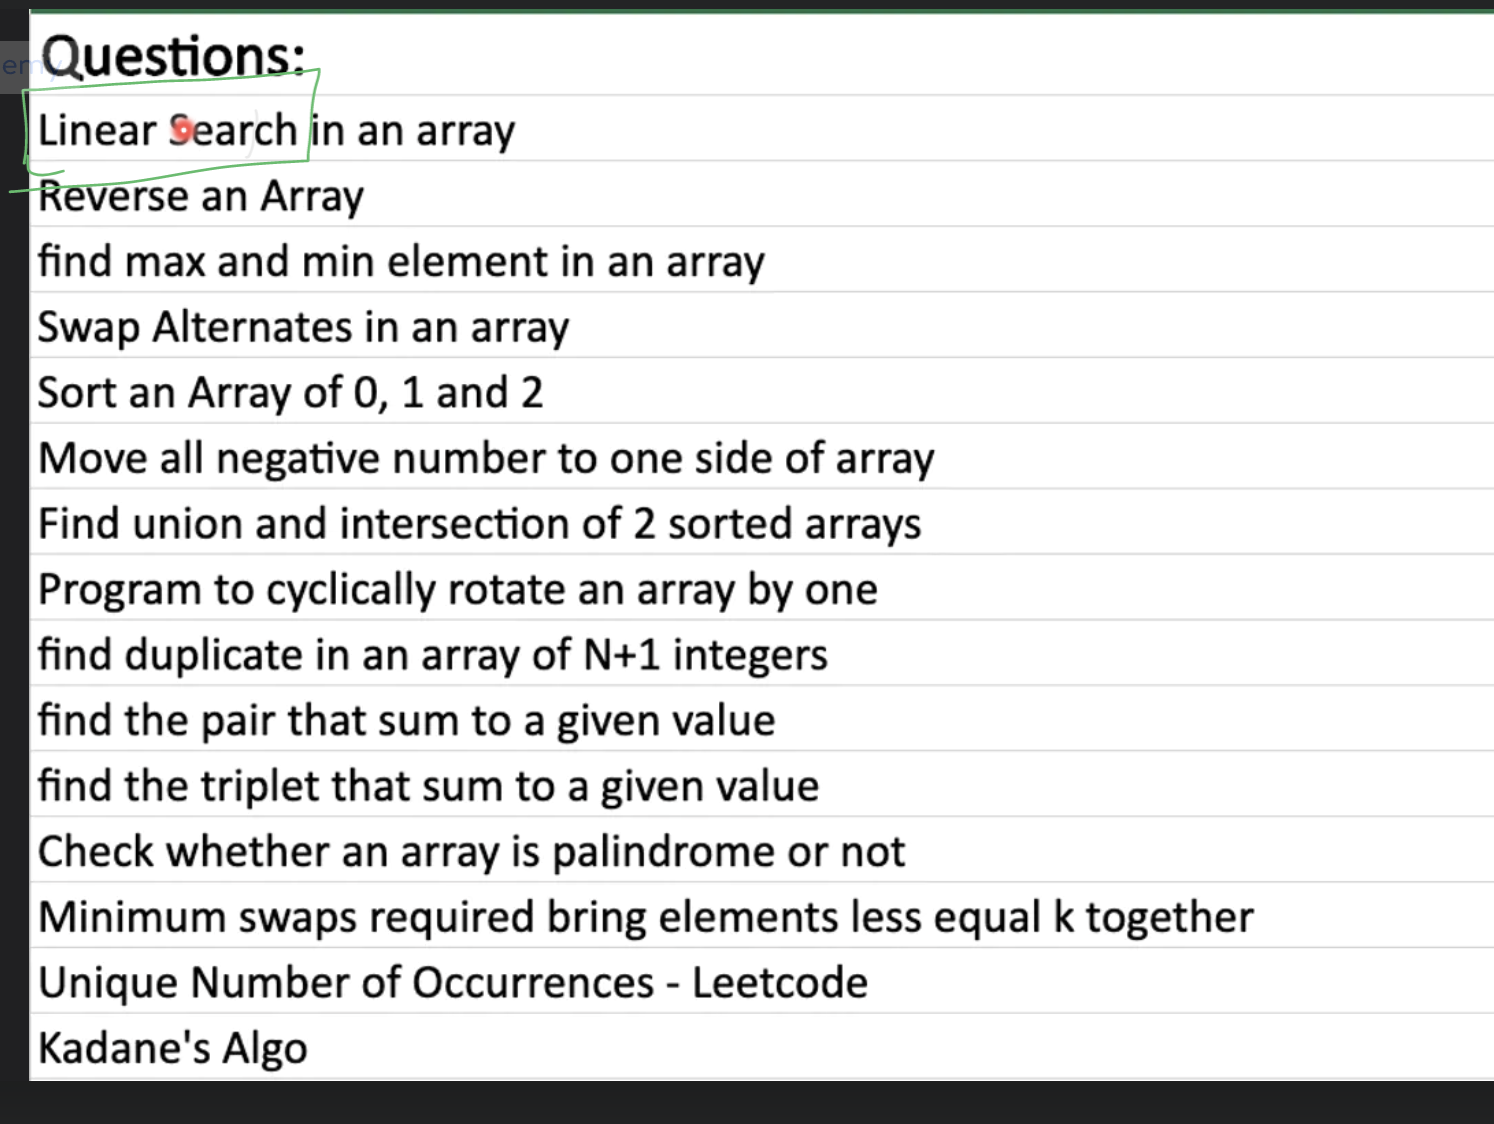 Questions:
Linear Search in an array
Reverse an Array
find max and min element in an array
Swap Alternates in an array
Sort an Array of 0, 1 and 2
Move all negative number to one side of array
Find union and intersection of 2 sorted arrays
Program to cyclically rotate an array by one
find duplicate in an array of N+1 integers
find the pair that sum to a given value
find the triplet that sum to a given value
Check whether an array is palindrome or not
Minimum swaps required bring elements less equal k together
Unique Number of Occurrences - Leetcode
Kadane's Algo